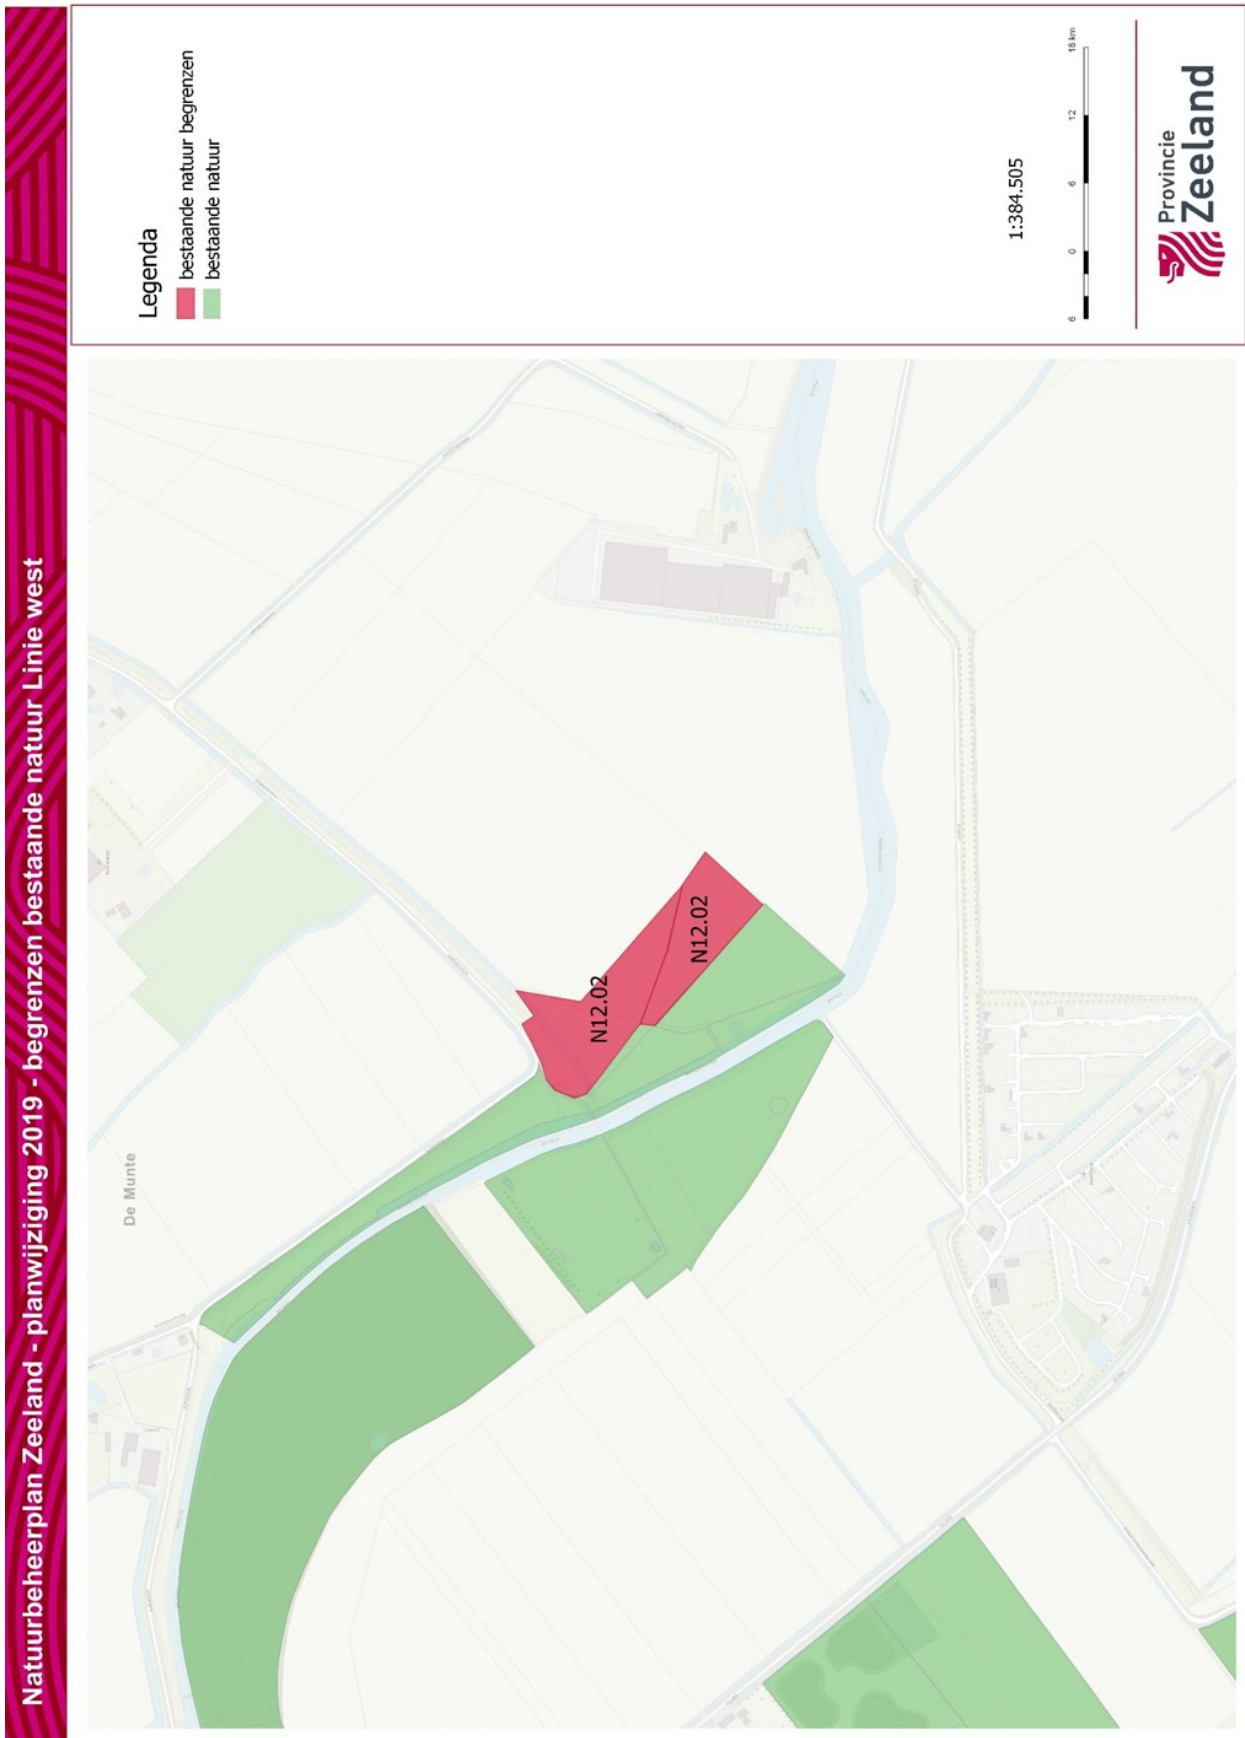 Natuurbeheerplan Zeeland - planwijziging 2019 - begrenzen bestaande natuur Linie west
De Munte
N12.02
N12.02
Legenda
bestaande natuur begrenzen
bestaande natuur
1:384.505
6 0 6 12 18 km
Provincie
Zeeland